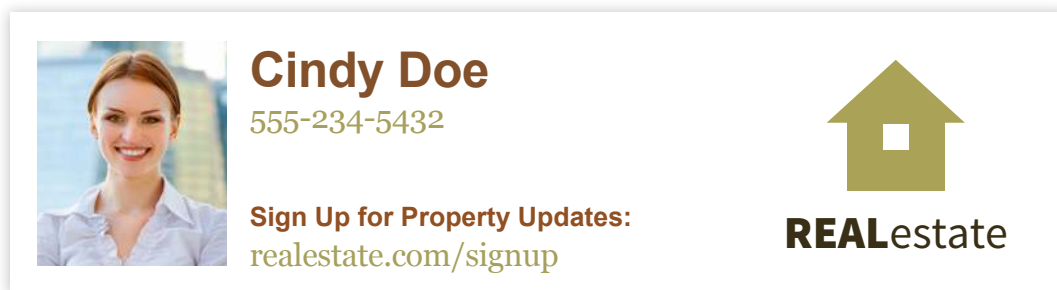 Cindy Doe
555-234-5432
Sign Up for Property Updates:
realestate.com/signup
REALestate